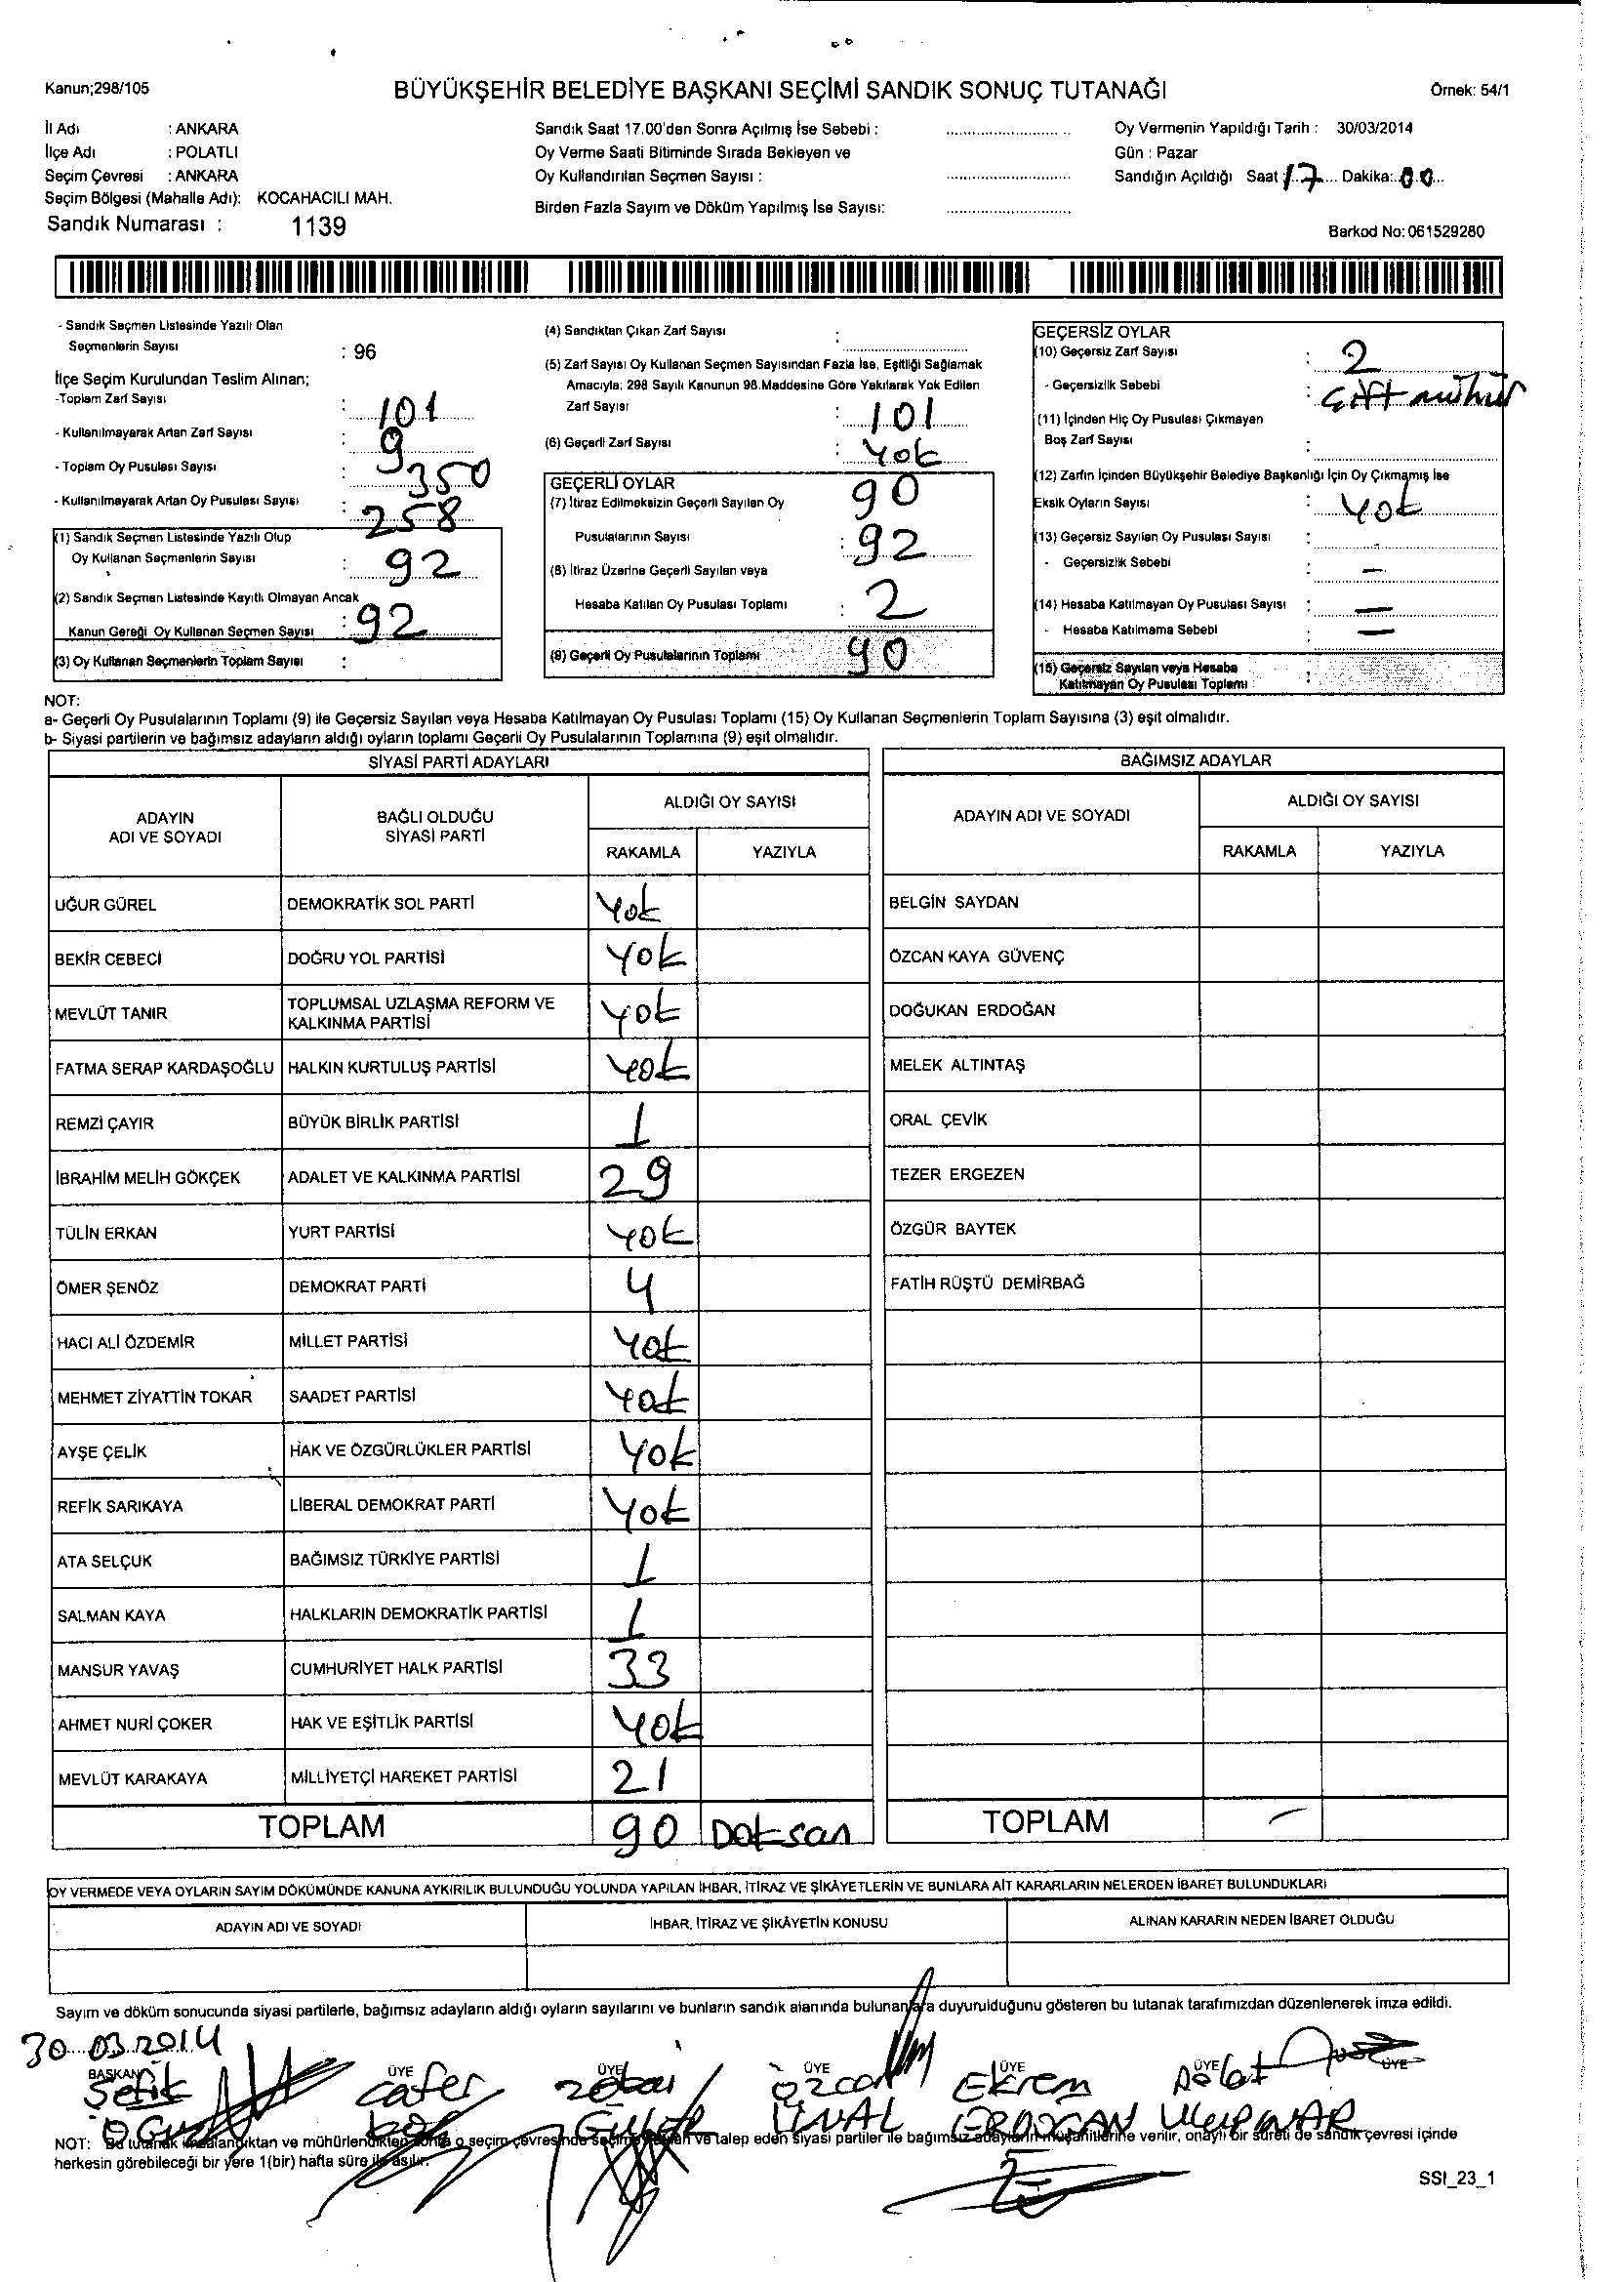 Kanun;298/105
BÜYÜKŞEHİR BELEDİYE BAŞKANI SEÇİMİ SANDIK SONUÇ TUTANAĞI
Örnek: 54/1
İl Adı : ANKARA
İlçe Adı : POLATLI
Seçim Çevresi : ANKARA
Seçim Bölgesi (Mahalle Adı): KOCAHACILI MAH.
Sandık Numarası : 1139
Sandık Saat 17.00'den Sonra Açılmış İse Sebebi :
Oy Verme Saati Bitiminde Sırada Bekleyen ve
Oy Kullandırılan Seçmen Sayısı :
Birden Fazla Sayım ve Döküm Yapılmış İse Sayısı:
Oy Vermenin Yapıldığı Tarih : 30/03/2014
Gün : Pazar
Sandığın Açıldığı Saat 17 Dakika: 00
Barkod No: 061529280
- Sandık Seçmen Listesinde Yazılı Olan
Seçmenlerin Sayısı : 96
İlçe Seçim Kurulundan Teslim Alınan;
-Toplam Zarf Sayısı : 101
- Kullanılmayarak Artan Zarf Sayısı : 9
- Toplam Oy Pusulası Sayısı : 350
- Kullanılmayarak Artan Oy Pusulası Sayısı : 258
(1) Sandık Seçmen Listesinde Yazılı Olup
Oy Kullanan Seçmenlerin Sayısı : 92
(2) Sandık Seçmen Listesinde Kayıtlı Olmayan Ancak
Kanun Gereği Oy Kullanan Seçmen Sayısı : 92
(3) Oy Kullanan Seçmenlerin Toplam Sayısı :
(4) Sandıktan Çıkan Zarf Sayısı :
(5) Zarf Sayısı Oy Kullanan Seçmen Sayısından Fazla İse, Eşitliği Sağlamak
Amacıyla; 298 Sayılı Kanunun 98.Maddesine Göre Yakılarak Yok Edilen
Zarf Sayısı : 101
(6) Geçerli Zarf Sayısı : Yok
GEÇERLİ OYLAR 90
(7) İtiraz Edilmeksizin Geçerli Sayılan Oy
Pusulalarının Sayısı : 92
(8) İtiraz Üzerine Geçerli Sayılan veya
Hesaba Katılan Oy Pusulası Toplamı : 2
(9) Geçerli Oy Pusulalarının Toplamı 90
GEÇERSİZ OYLAR
(10) Geçersiz Zarf Sayısı : 2
- Geçersizlik Sebebi : Çift mühür
(11) İçinden Hiç Oy Pusulası Çıkmayan
Boş Zarf Sayısı :
(12) Zarfın İçinden Büyükşehir Belediye Başkanlığı İçin Oy Çıkmamış İse
Eksik Oyların Sayısı : Yok
(13) Geçersiz Sayılan Oy Pusulası Sayısı : -
- Geçersizlik Sebebi : —
(14) Hesaba Katılmayan Oy Pusulası Sayısı : —
- Hesaba Katılmama Sebebi : —
(15) Geçersiz Sayılan veya Hesaba
Katılmayan Oy Pusulası Toplamı :
NOT:
a- Geçerli Oy Pusulalarının Toplamı (9) ile Geçersiz Sayılan veya Hesaba Katılmayan Oy Pusulası Toplamı (15) Oy Kullanan Seçmenlerin Toplam Sayısına (3) eşit olmalıdır.
b- Siyasi partilerin ve bağımsız adayların aldığı oyların toplamı Geçerli Oy Pusulalarının Toplamına (9) eşit olmalıdır.
SİYASİ PARTİ ADAYLARI
ADAYIN ADI VE SOYADI
BAĞLI OLDUĞU SİYASİ PARTİ
ALDIĞI OY SAYISI
RAKAMLA YAZIYLA
UĞUR GÜREL DEMOKRATİK SOL PARTİ Yok
BEKİR CEBECİ DOĞRU YOL PARTİSİ Yok
MEVLÜT TANIR TOPLUMSAL UZLAŞMA REFORM VE KALKINMA PARTİSİ Yok
FATMA SERAP KARDAŞOĞLU HALKIN KURTULUŞ PARTİSİ Yok
REMZİ ÇAYIR BÜYÜK BİRLİK PARTİSİ 1
İBRAHİM MELİH GÖKÇEK ADALET VE KALKINMA PARTİSİ 29
TÜLİN ERKAN YURT PARTİSİ Yok
ÖMER ŞENÖZ DEMOKRAT PARTİ 4
HACI ALİ ÖZDEMİR MİLLET PARTİSİ Yok
MEHMET ZİYATTİN TOKAR SAADET PARTİSİ Yok
AYŞE ÇELİK HAK VE ÖZGÜRLÜKLER PARTİSİ Yok
REFİK SARIKAYA LİBERAL DEMOKRAT PARTİ Yok
ATA SELÇUK BAĞIMSIZ TÜRKİYE PARTİSİ 1
SALMAN KAYA HALKLARIN DEMOKRATİK PARTİSİ 1
MANSUR YAVAŞ CUMHURİYET HALK PARTİSİ 33
AHMET NURİ ÇOKER HAK VE EŞİTLİK PARTİSİ Yok
MEVLÜT KARAKAYA MİLLİYETÇİ HAREKET PARTİSİ 21
TOPLAM 90 Doksan
BAĞIMSIZ ADAYLAR
ADAYIN ADI VE SOYADI
ALDIĞI OY SAYISI
RAKAMLA YAZIYLA
BELGİN SAYDAN
ÖZCAN KAYA GÜVENÇ
DOĞUKAN ERDOĞAN
MELEK ALTINTAŞ
ORAL ÇEVİK
TEZER ERGEZEN
ÖZGÜR BAYTEK
FATİH RÜŞTÜ DEMİRBAĞ
TOPLAM —
OY VERMEDE VEYA OYLARIN SAYIM DÖKÜMÜNDE KANUNA AYKIRILIK BULUNDUĞU YOLUNDA YAPILAN İHBAR, İTİRAZ VE ŞİKÂYETLERİN VE BUNLARA AİT KARARLARIN NELERDEN İBARET BULUNDUKLARI
ADAYIN ADI VE SOYADI İHBAR, İTİRAZ VE ŞİKÂYETİN KONUSU ALINAN KARARIN NEDEN İBARET OLDUĞU
Sayım ve döküm sonucunda siyasi partilerle, bağımsız adayların aldığı oyların sayılarını ve bunların sandık alanında bulunanlara duyurulduğunu gösteren bu tutanak tarafımızdan düzenlenerek imza edildi.
30.03.2014
BAŞKAN ÜYE ÜYE ÜYE ÜYE ÜYE ÜYE
Şefik Cafer Özcan Ekrem
ÜNAL ERDOĞAN
NOT: Bu tutanak imzalandıktan ve mühürlendikten sonra o seçim çevresinde seçime katılan ve talep eden siyasi partiler ile bağımsız adayların müşahitlerine verilir, onaylı bir sureti de sandık çevresi içinde
herkesin görebileceği bir yere 1(bir) hafta süre ile asılır.
SSI_23_1